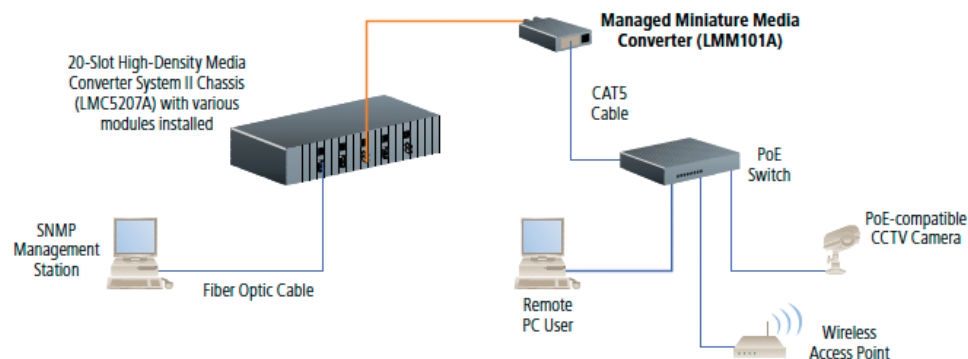 Managed Miniature Media
Converter (LMM101A)
20-Slot High-Density Media
Converter System II Chassis
(LMC5207A) with various
modules installed
CAT5
Cable
PoE
Switch
SNMP
Management
Station
Fiber Optic Cable
Remote
PC User
PoE-compatible
CCTV Camera
Wireless
Access Point